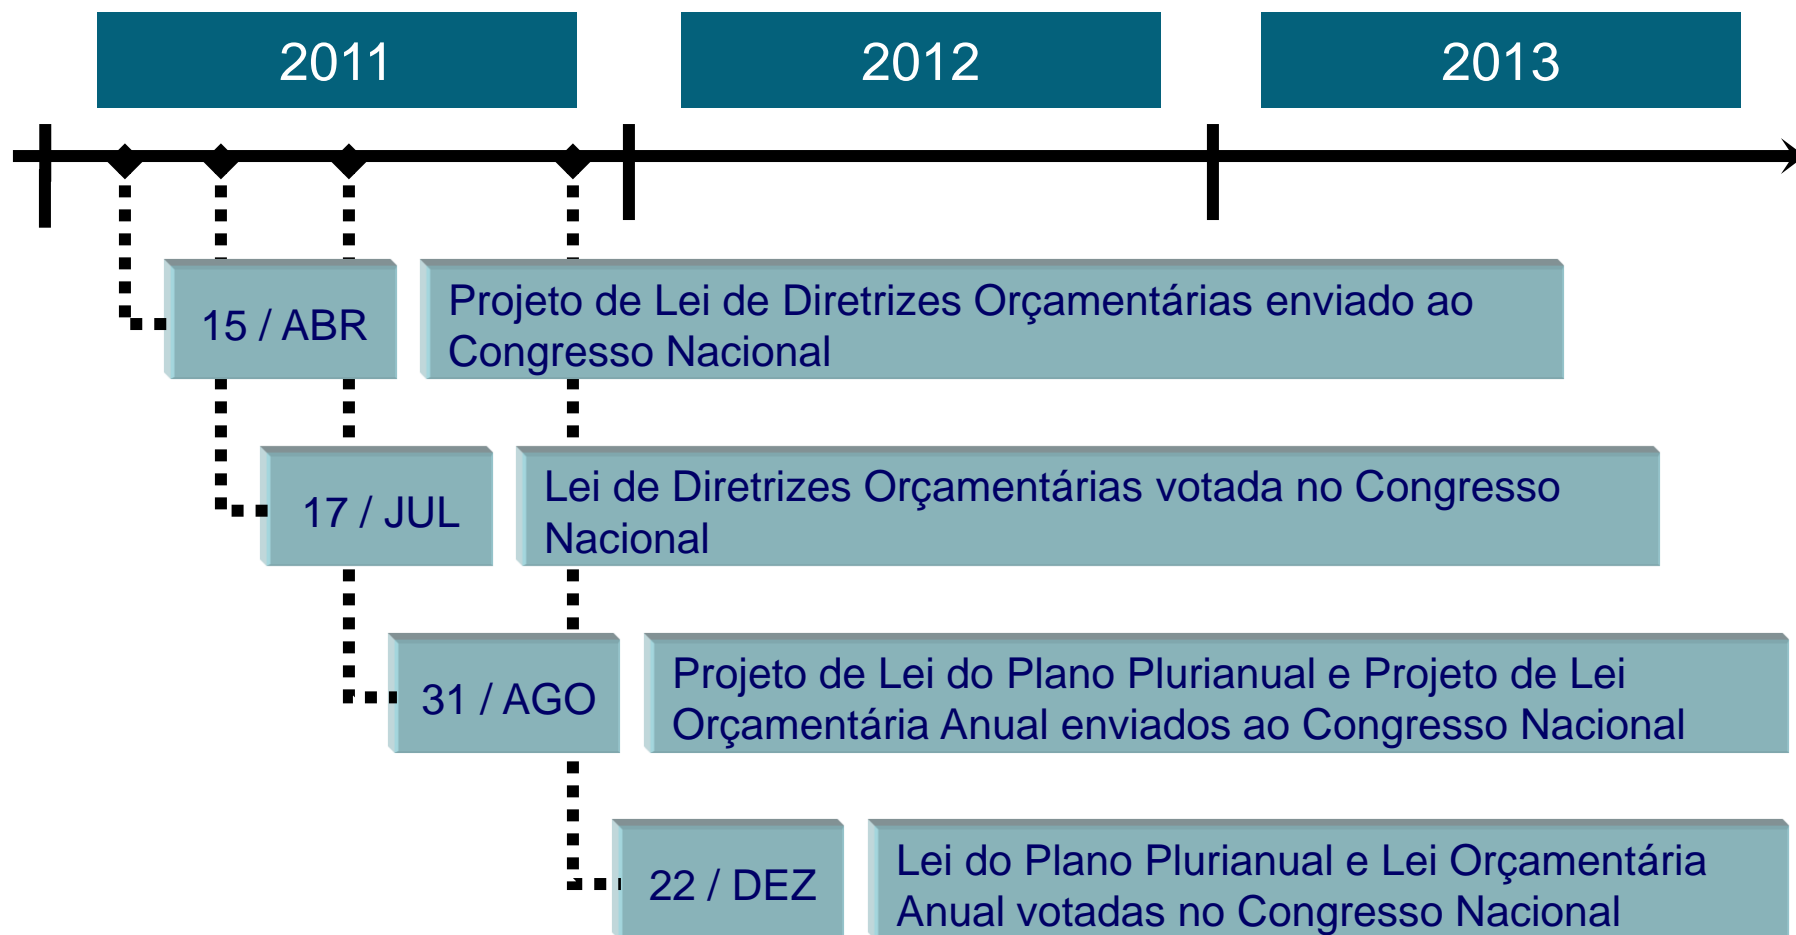 2011
2012
2013
15 / ABR
Projeto de Lei de Diretrizes Orçamentárias enviado ao
Congresso Nacional
17 / JUL
Lei de Diretrizes Orçamentárias votada no Congresso
Nacional
31 / AGO
Projeto de Lei do Plano Plurianual e Projeto de Lei
Orçamentária Anual enviados ao Congresso Nacional
22 / DEZ
Lei do Plano Plurianual e Lei Orçamentária
Anual votadas no Congresso Nacional